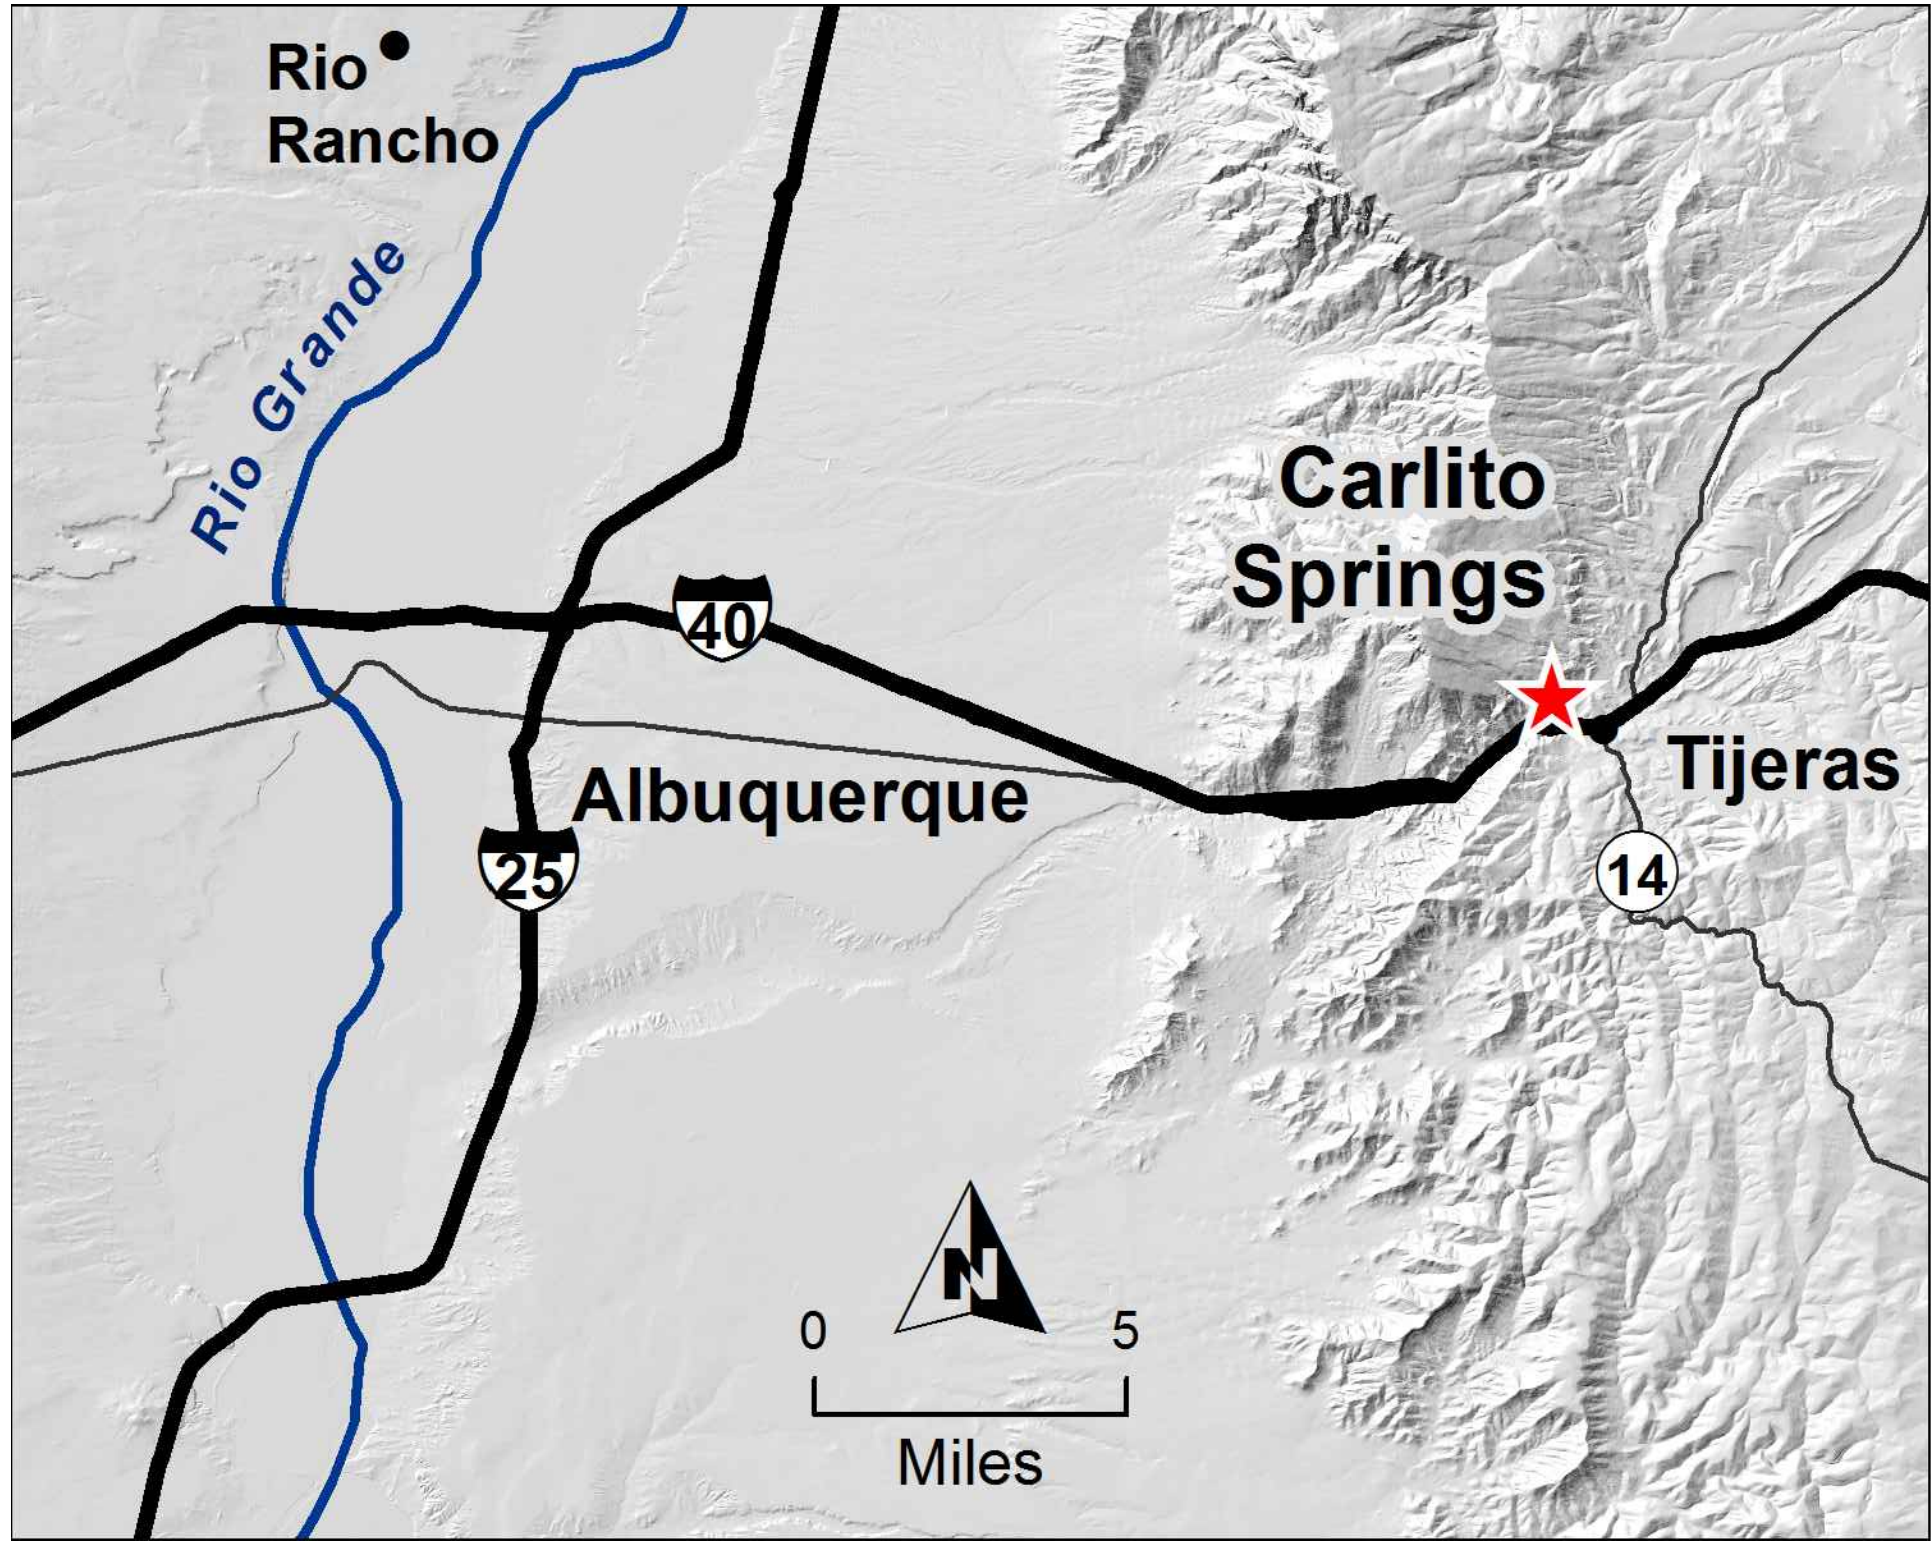 Rio
Rancho
Rio Grande
Carlito
Springs
40
Tijeras
Albuquerque
25
14
N
0 5
Miles